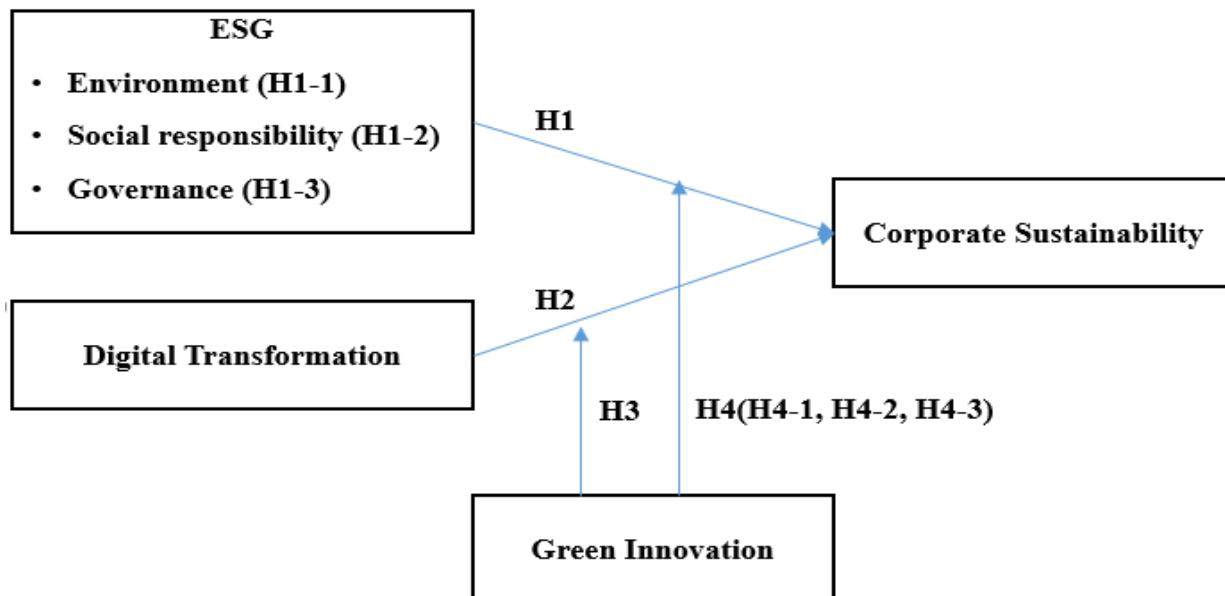 ESG
• Environment (H1-1)
• Social responsibility (H1-2)
• Governance (H1-3)
H1
Corporate Sustainability
H2
Digital Transformation
H3
H4(H4-1, H4-2, H4-3)
Green Innovation